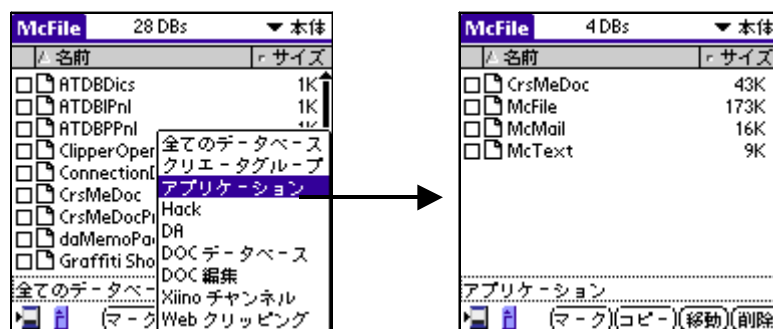 McFile 28 DBs ▼ 本体
名前 サイズ
ATDBDics 1K
ATDBIPnl 1K
ATDBPPnl
ClipperOper
CrsMeDoc
daMemoPa
Graffiti Sho
全てのデータベー
マーク
全てのデータベース
クリエータグループ
アプリケーション
Hack
DA
DOCデータベース
DOC編集
Xiino チャンネル
Web クリッピング
McFile 4 DBs ▼ 本体
名前 サイズ
CrsMeDoc 43K
McFile 173K
McMail 16K
McText 9K
アプリケーション
マーク コピー 移動 削除